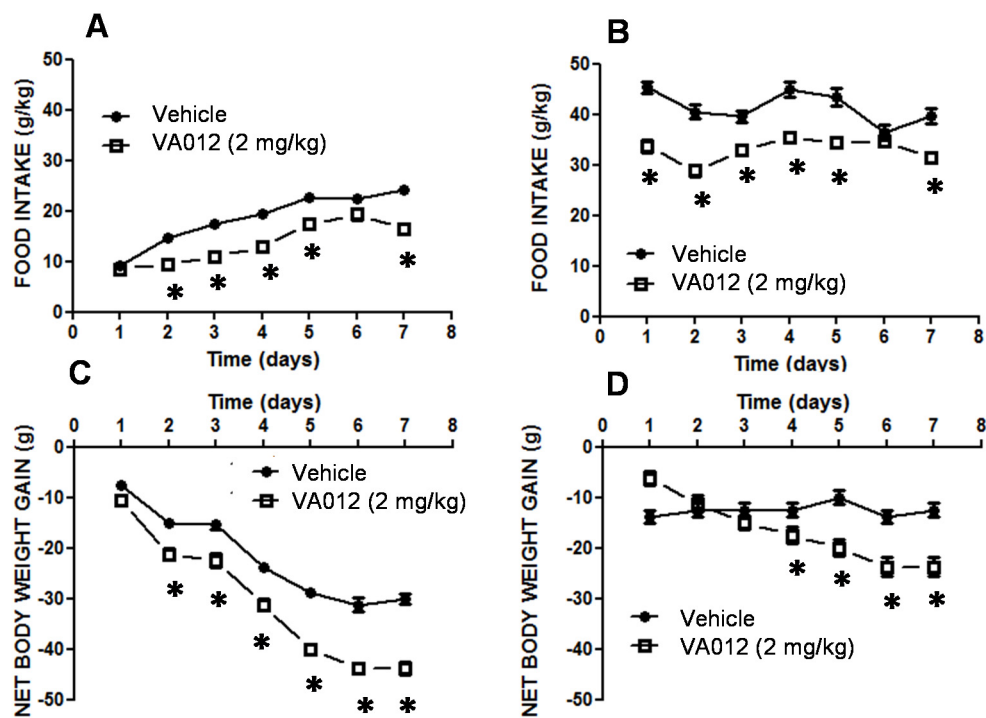 A
FOOD INTAKE (g/kg)
50
40
30
20
10
0
Vehicle
VA012 (2 mg/kg)
* * * * *
0 1 2 3 4 5 6 7 8
Time (days)
B
FOOD INTAKE (g/kg)
50
40
30
20
10
0
* * * * * *
Vehicle
VA012 (2 mg/kg)
0 1 2 3 4 5 6 7 8
Time (days)
C
Time (days)
0 1 2 3 4 5 6 7 8
NET BODY WEIGHT GAIN (g)
0
-10
-20
-30
-40
-50
Vehicle
VA012 (2 mg/kg)
* * * * * *
D
Time (days)
0 1 2 3 4 5 6 7 8
NET BODY WEIGHT GAIN (g)
0
-10
-20
-30
-40
-50
* * * *
Vehicle
VA012 (2 mg/kg)